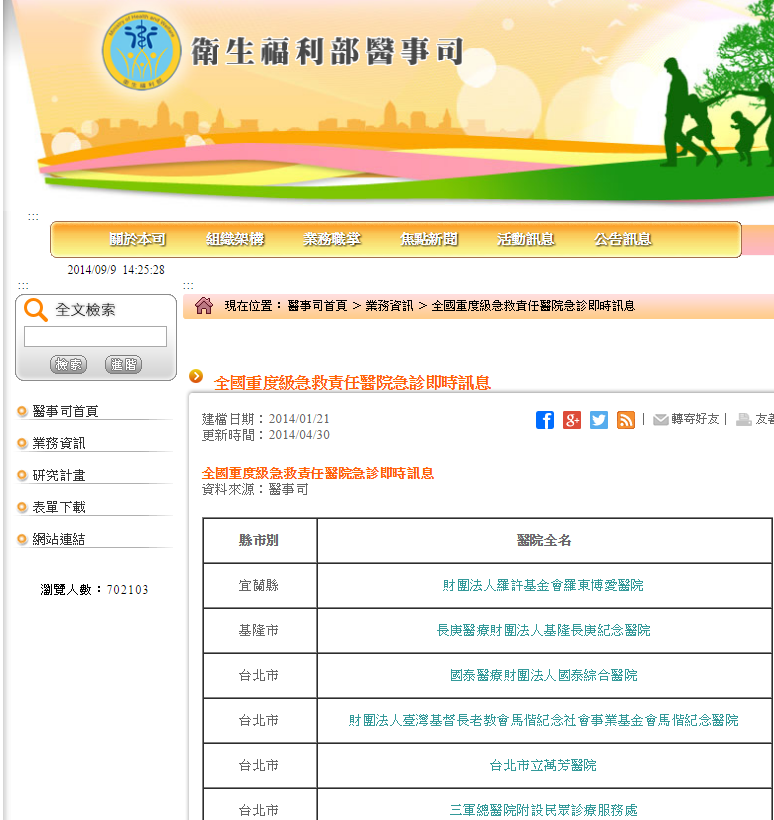 Ministry of Health and Welfare
衛生福利部
衛生福利部醫事司
:::
關於本司 組織架構 業務職掌 焦點新聞 活動訊息 公告訊息
2014/09/9 14:25:28
:::
全文檢索
檢索 進階
醫事司首頁
業務資訊
研究計畫
表單下載
網站連結
瀏覽人數：702103
:::
現在位置： 醫事司首頁 > 業務資訊 > 全國重度級急救責任醫院急診即時訊息
全國重度級急救責任醫院急診即時訊息
建檔日期：2014/01/21
更新時間：2014/04/30
| 轉寄好友 | 友善
全國重度級急救責任醫院急診即時訊息
資料來源：醫事司
縣市別 醫院全名
宜蘭縣 財團法人羅許基金會羅東博愛醫院
基隆市 長庚醫療財團法人基隆長庚紀念醫院
台北市 國泰醫療財團法人國泰綜合醫院
台北市 財團法人臺灣基督長老教會馬偕紀念社會事業基金會馬偕紀念醫院
台北市 台北市立萬芳醫院
台北市 三軍總醫院附設民眾診療服務處